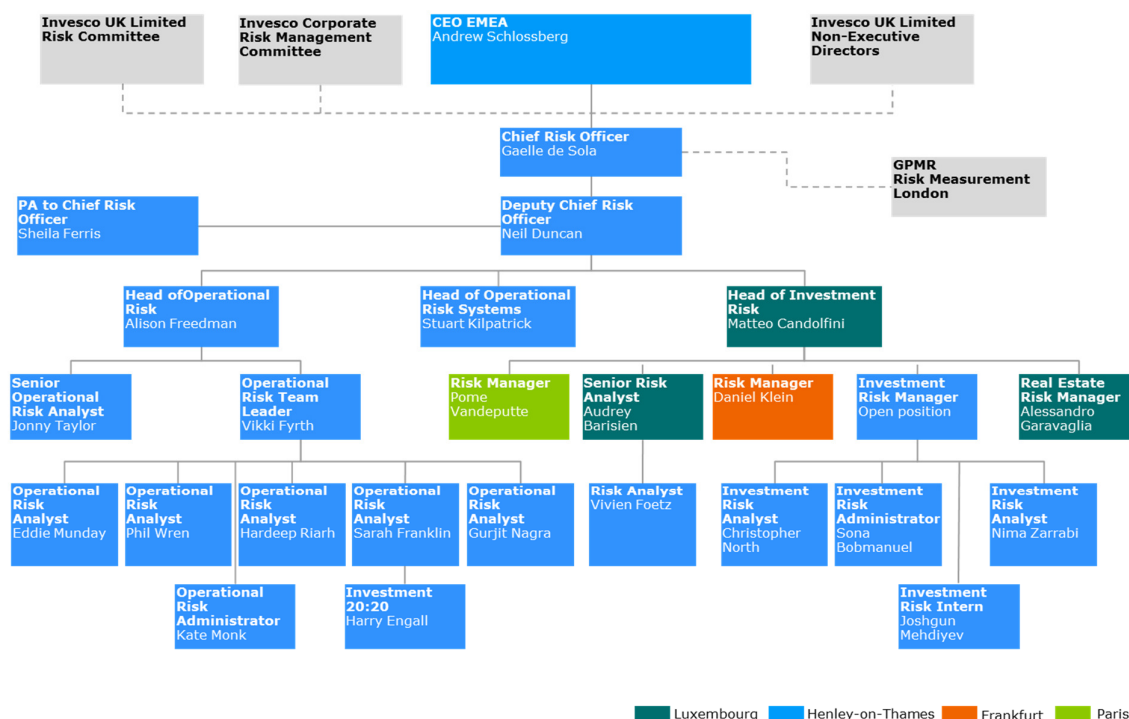 Invesco UK Limited
Risk Committee
Invesco Corporate
Risk Management
Committee
CEO EMEA
Andrew Schlossberg
Invesco UK Limited
Non-Executive
Directors
Chief Risk Officer
Gaelle de Sola
GPMR
Risk Measurement
London
PA to Chief Risk
Officer
Sheila Ferris
Deputy Chief Risk
Officer
Neil Duncan
Head ofOperational
Risk
Alison Freedman
Head of Operational
Risk Systems
Stuart Kilpatrick
Head of Investment
Risk
Matteo Candolfini
Senior
Operational
Risk Analyst
Jonny Taylor
Operational
Risk Team
Leader
Vikki Fyrth
Risk Manager
Pome
Vandeputte
Senior Risk
Analyst
Audrey
Barisien
Risk Manager
Daniel Klein
Investment
Risk Manager
Open position
Real Estate
Risk Manager
Alessandro
Garavaglia
Operational
Risk
Analyst
Eddie Munday
Operational
Risk
Analyst
Phil Wren
Operational
Risk
Analyst
Hardeep Riarh
Operational
Risk
Analyst
Sarah Franklin
Operational
Risk
Analyst
Gurjit Nagra
Risk Analyst
Vivien Foetz
Investment
Risk
Analyst
Christopher
North
Investment
Risk
Administrator
Sona
Bobmanuel
Investment
Risk
Analyst
Nima Zarrabi
Operational
Risk
Administrator
Kate Monk
Investment
20:20
Harry Engall
Investment
Risk Intern
Joshgun
Mehdiyev
Luxembourg
Henley-on-Thames
Frankfurt
Paris